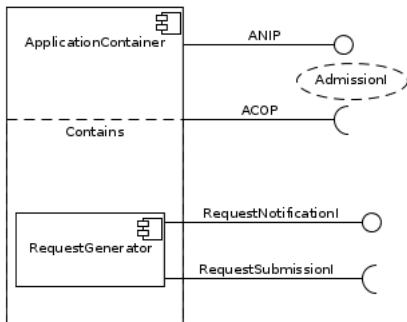 ApplicationContainer
ANIP
AdmissionI
ACOP
Contains
RequestNotificationI
RequestGenerator
RequestSubmissionI